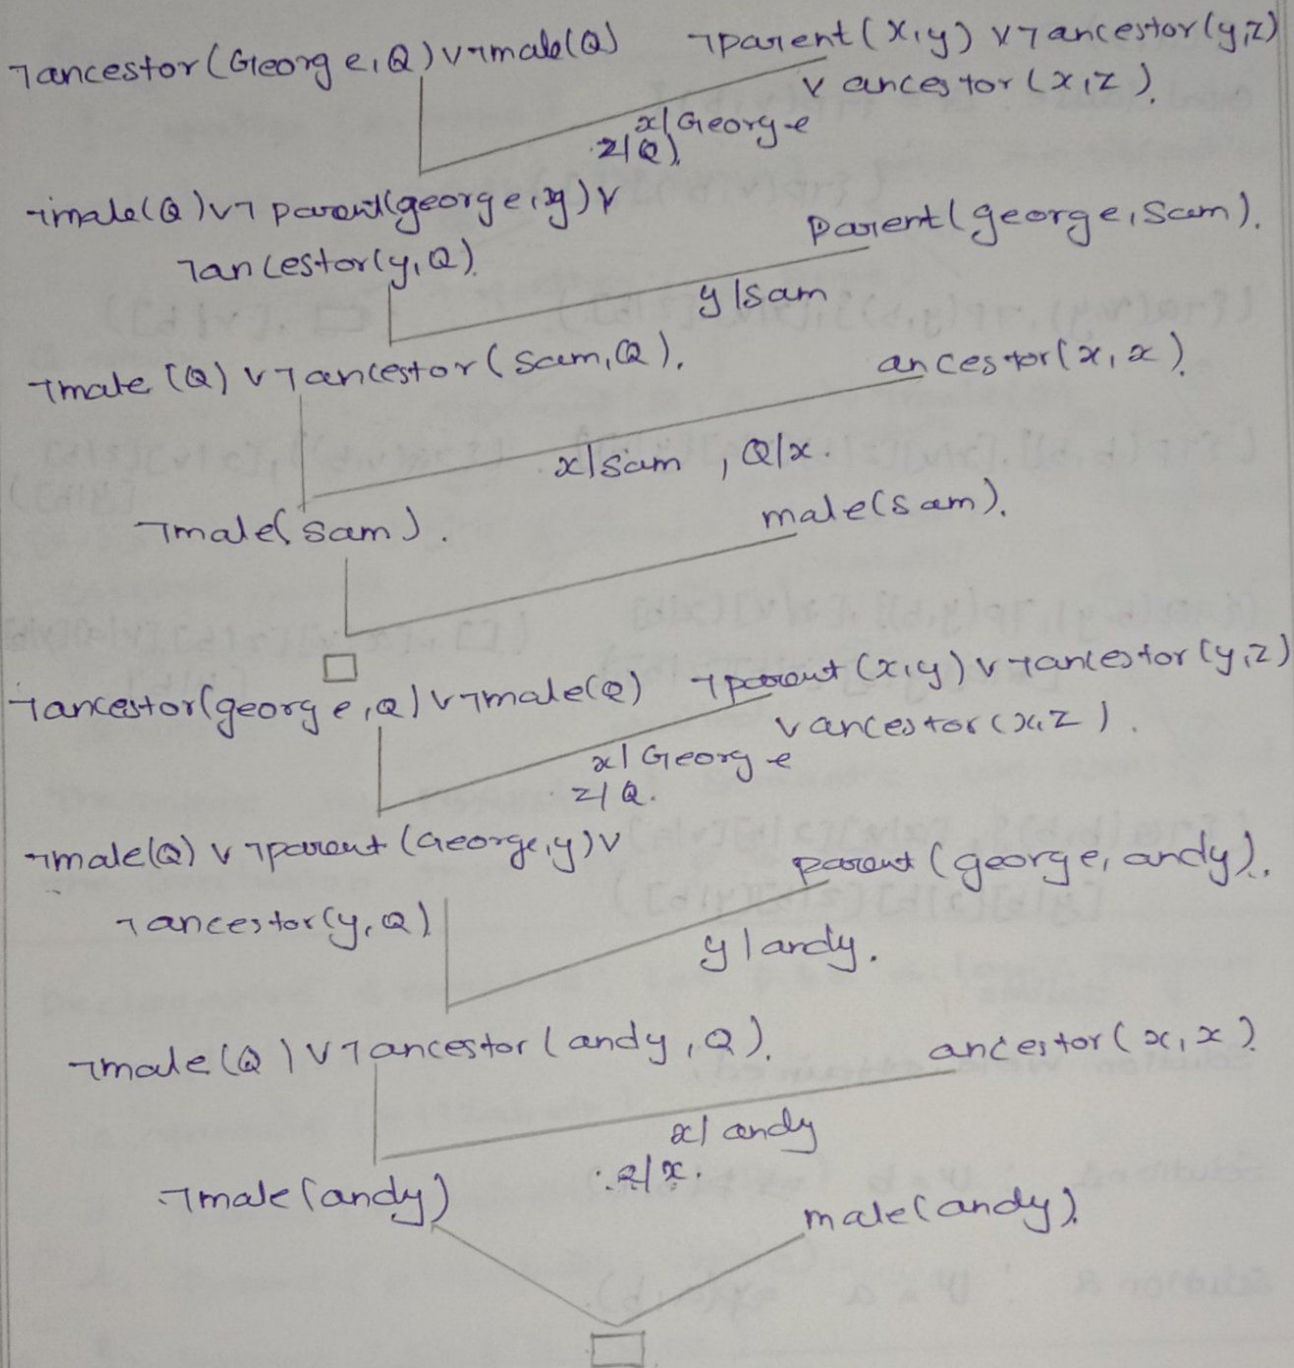 ¬ancestor(George,Q)∨¬male(Q) ¬parent(x,y) ∨¬ancestor(y,z)
∨ ancestor(x,z).
x|George
z|Q).
¬male(Q)∨¬parent(george,y)∨
parent(george,Sam).
¬ancestor(y,Q).
y|sam
¬male(Q)∨¬ancestor(Sam,Q).
ancestor(x,x).
x|sam , Q|x.
¬male(sam).
male(sam).
□
¬ancestor(george,Q)∨¬male(Q) ¬parent(x,y)∨¬ancestor(y,z)
∨ancestor(x,z).
x|George
z|Q.
¬male(Q)∨¬parent(George,y)∨
parent(george,andy).
¬ancestor(y,Q)
y|andy.
¬male(Q)∨¬ancestor(andy,Q).
ancestor(x,x).
x|andy
Q|x.
¬male(andy)
male(andy).
□